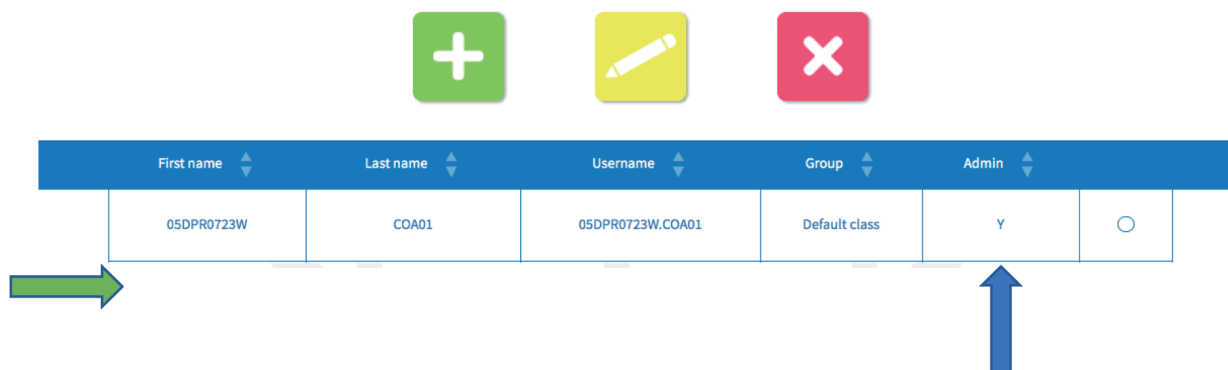 First name Last name Username Group Admin
05DPR0723W COA01 05DPR0723W.COA01 Default class Y